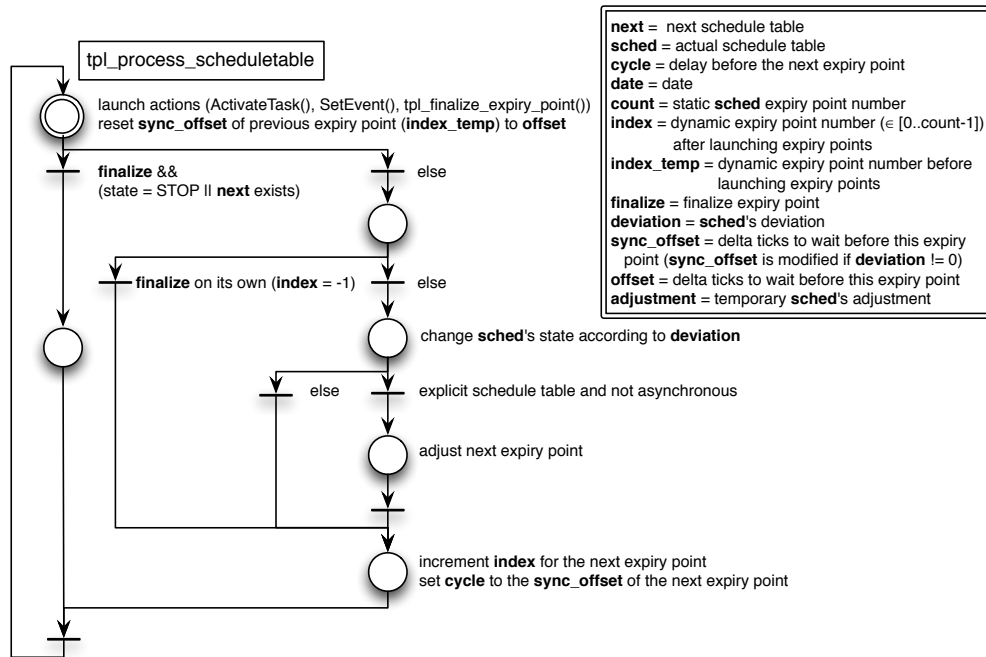 tpl_process_scheduletable
launch actions (ActivateTask(), SetEvent(), tpl_finalize_expiry_point())
reset sync_offset of previous expiry point (index_temp) to offset
finalize &&
(state = STOP || next exists)
else
finalize on its own (index = -1)
else
change sched's state according to deviation
else
explicit schedule table and not asynchronous
adjust next expiry point
increment index for the next expiry point
set cycle to the sync_offset of the next expiry point
next = next schedule table
sched = actual schedule table
cycle = delay before the next expiry point
date = date
count = static sched expiry point number
index = dynamic expiry point number (∈ [0..count-1])
after launching expiry points
index_temp = dynamic expiry point number before
launching expiry points
finalize = finalize expiry point
deviation = sched's deviation
sync_offset = delta ticks to wait before this expiry
point (sync_offset is modified if deviation != 0)
offset = delta ticks to wait before this expiry point
adjustment = temporary sched's adjustment